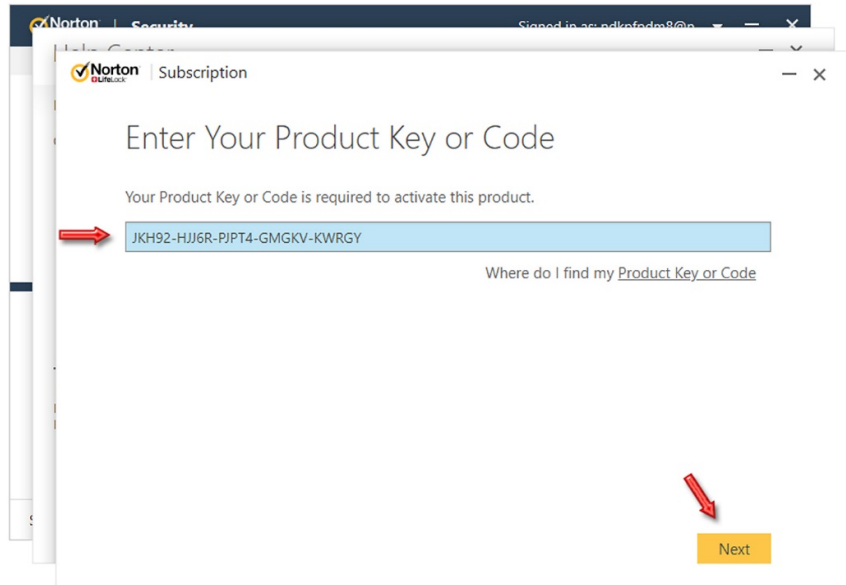 Norton | Security
Signed in as:
Help Center
Norton LifeLock | Subscription
Enter Your Product Key or Code
Your Product Key or Code is required to activate this product.
JKH92-HJJ6R-PJPT4-GMGKV-KWRGY
Where do I find my Product Key or Code
Next